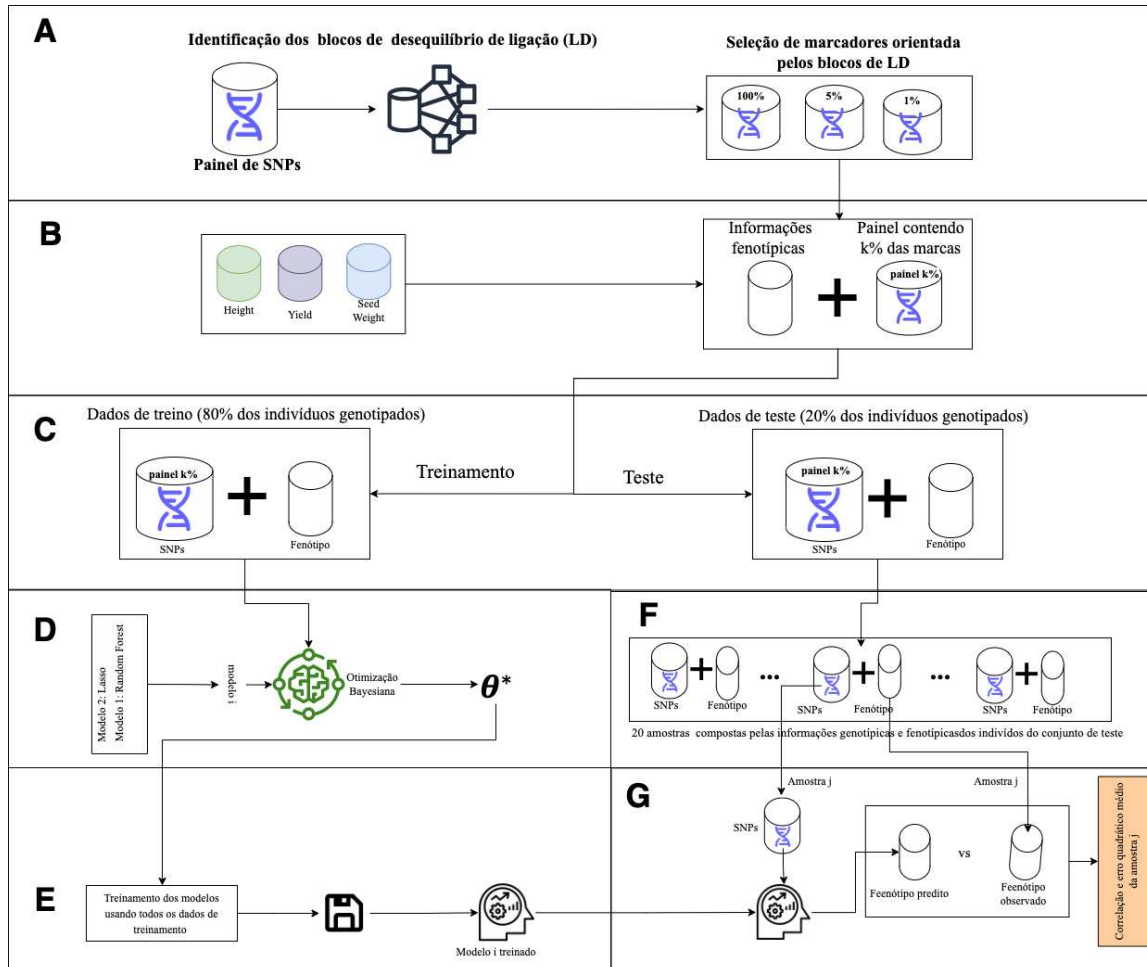 A
Identificação dos blocos de desequilíbrio de ligação (LD)
Painel de SNPs
Seleção de marcadores orientada
pelos blocos de LD
100%
5%
1%
B
Height
Yield
Seed
Weight
Informações
fenotípicas
Painel contendo
k% das marcas
painel k%
C
Dados de treino (80% dos indivíduos genotipados)
painel k%
SNPs
Fenótipo
Treinamento
Teste
Dados de teste (20% dos indivíduos genotipados)
painel k%
SNPs
Fenótipo
D
Modelo 2: Lasso
Modelo 1: Random Forest
modelo i
Otimização
Bayesiana
θ*
F
SNPs
Fenótipo
...
SNPs
Fenótipo
...
SNPs
Fenótipo
20 amostras compostas pelas informações genotípicas e fenotípicasdos indivídos do conjunto de teste
E
Treinamento dos modelos
usando todos os dados de
treinamento
Modelo i treinado
G
Amostra j
Amostra j
SNPs
Feenótipo predito
vs
Feenótipo
observado
Correlação e erro quadrático médio
da amostra j